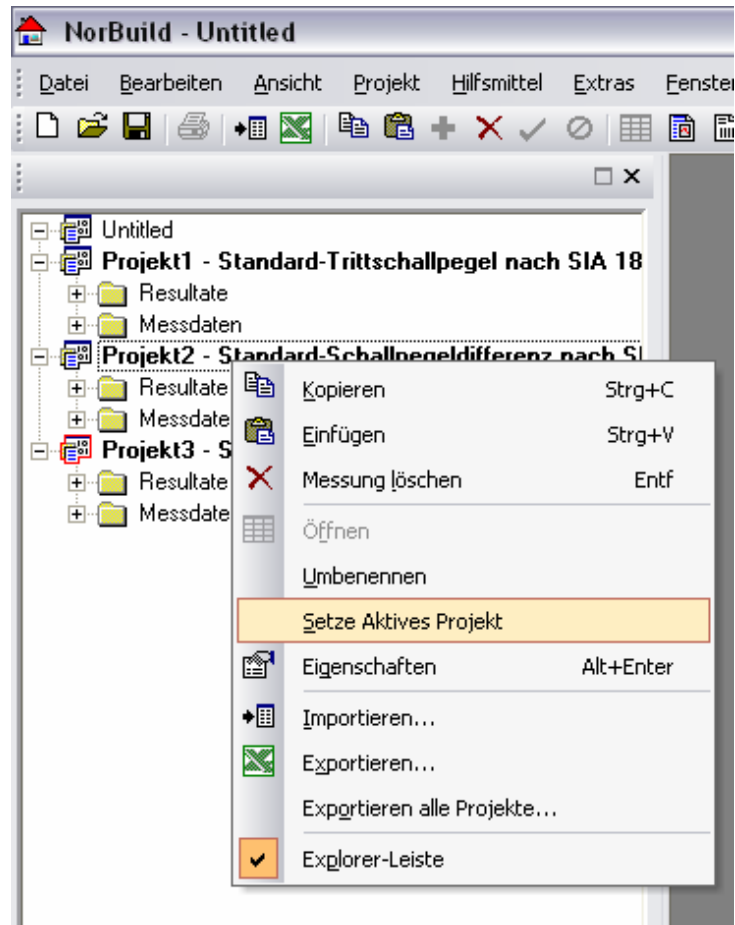 NorBuild - Untitled
Datei Bearbeiten Ansicht Projekt Hilfsmittel Extras Fenster
Untitled
Projekt1 - Standard-Trittschallpegel nach SIA 18
Resultate
Messdaten
Projekt2 - Standard-Schallpegeldifferenz nach SI
Resultate
Messdate
Projekt3 - S
Resultate
Messdate
Kopieren Strg+C
Einfügen Strg+V
Messung löschen Entf
Öffnen
Umbenennen
Setze Aktives Projekt
Eigenschaften Alt+Enter
Importieren...
Exportieren...
Exportieren alle Projekte...
Explorer-Leiste